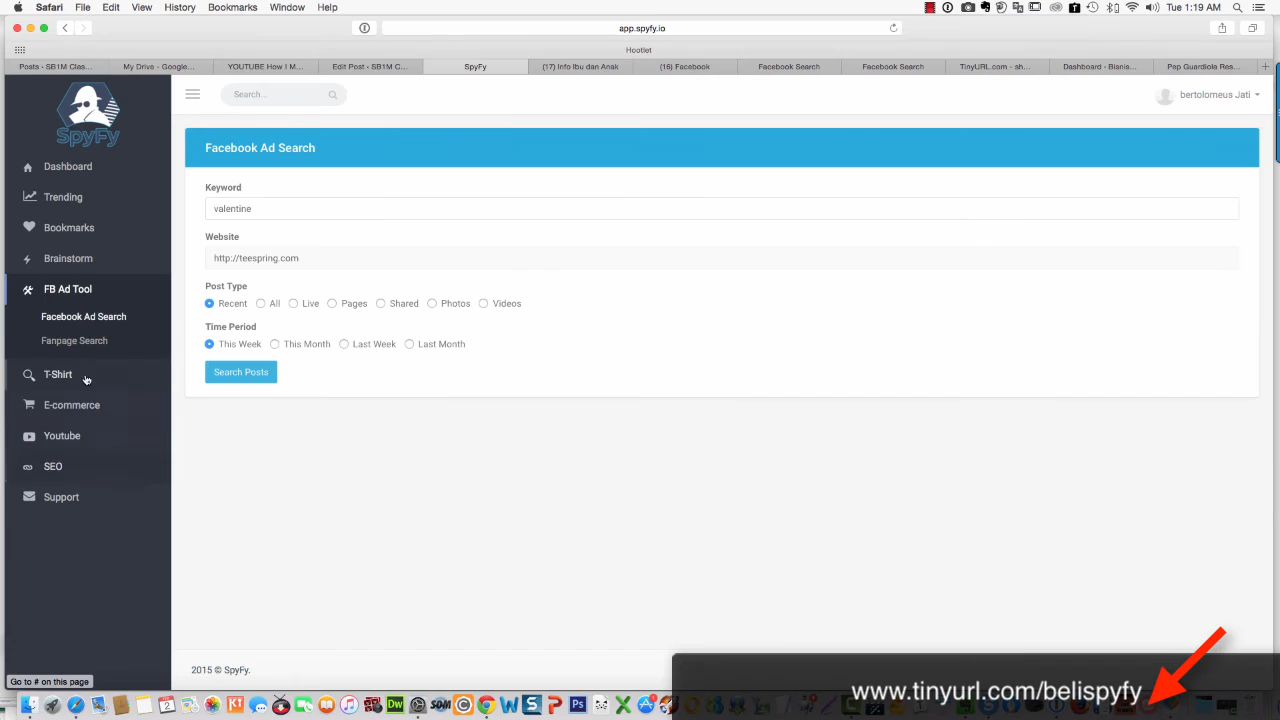 Safari File Edit View History Bookmarks Window Help Tue 1:19 AM
app.spyfy.io
Hootlet
Posts ‹ SB1M Clas... My Drive - Google... YOUTUBE How I M... Edit Post ‹ SB1M C... SpyFy (17) Info Ibu dan Anak (16) Facebook Facebook Search Facebook Search TinyURL.com - sh... Dashboard ‹ Bisnis... Pep Guardiola Res...
SpyFy
Search...
bertolomeus Jati
Dashboard
Trending
Bookmarks
Brainstorm
FB Ad Tool
Facebook Ad Search
Fanpage Search
T-Shirt
E-commerce
Youtube
SEO
Support
Facebook Ad Search
Keyword
valentine
Website
http://teespring.com
Post Type
Recent All Live Pages Shared Photos Videos
Time Period
This Week This Month Last Week Last Month
Search Posts
2015 © SpyFy.
Go to # on this page
www.tinyurl.com/belispyfy